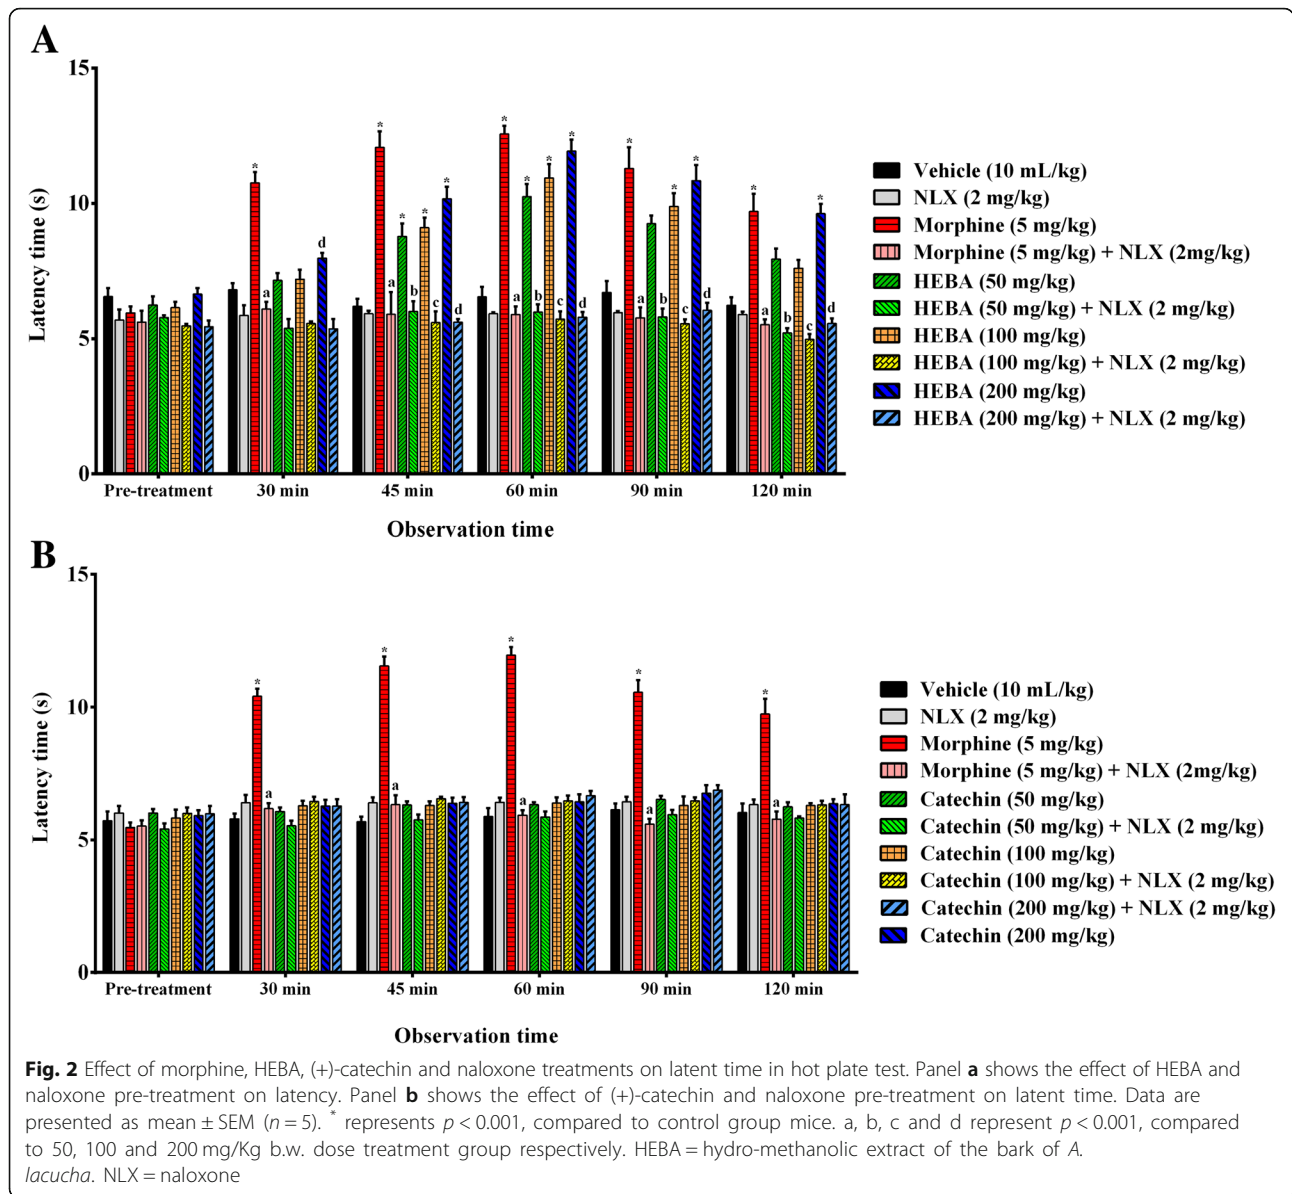 A
15
10
5
0
Latency time (s)
* a d
* a * b * c * d
* a * b * c * d
* a b * c * d
* a b c * d
Pre-treatment 30 min 45 min 60 min 90 min 120 min
Observation time
Vehicle (10 mL/kg)
NLX (2 mg/kg)
Morphine (5 mg/kg)
Morphine (5 mg/kg) + NLX (2mg/kg)
HEBA (50 mg/kg)
HEBA (50 mg/kg) + NLX (2 mg/kg)
HEBA (100 mg/kg)
HEBA (100 mg/kg) + NLX (2 mg/kg)
HEBA (200 mg/kg)
HEBA (200 mg/kg) + NLX (2 mg/kg)
B
15
10
5
0
Latency time (s)
* a
* a
* a
* a
* a
Pre-treatment 30 min 45 min 60 min 90 min 120 min
Observation time
Vehicle (10 mL/kg)
NLX (2 mg/kg)
Morphine (5 mg/kg)
Morphine (5 mg/kg) + NLX (2mg/kg)
Catechin (50 mg/kg)
Catechin (50 mg/kg) + NLX (2 mg/kg)
Catechin (100 mg/kg)
Catechin (100 mg/kg) + NLX (2 mg/kg)
Catechin (200 mg/kg) + NLX (2 mg/kg)
Catechin (200 mg/kg)
Fig. 2 Effect of morphine, HEBA, (+)-catechin and naloxone treatments on latent time in hot plate test. Panel a shows the effect of HEBA and
naloxone pre-treatment on latency. Panel b shows the effect of (+)-catechin and naloxone pre-treatment on latent time. Data are
presented as mean ± SEM (n = 5). * represents p < 0.001, compared to control group mice. a, b, c and d represent p < 0.001, compared
to 50, 100 and 200 mg/Kg b.w. dose treatment group respectively. HEBA = hydro-methanolic extract of the bark of A.
lacucha. NLX = naloxone